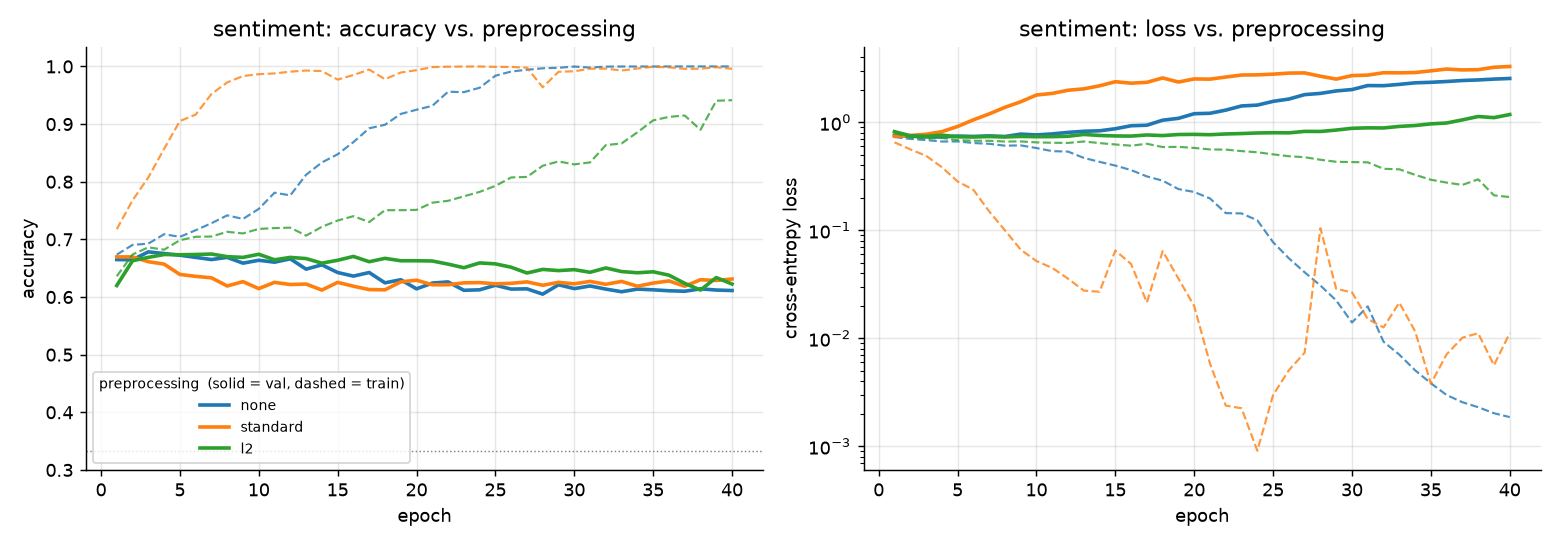 sentiment: accuracy vs. preprocessing
accuracy
1.0
0.9
0.8
0.7
0.6
0.5
0.4
0.3
preprocessing (solid = val, dashed = train)
none
standard
l2
0 5 10 15 20 25 30 35 40
epoch
sentiment: loss vs. preprocessing
cross-entropy loss
10⁰
10⁻¹
10⁻²
10⁻³
0 5 10 15 20 25 30 35 40
epoch